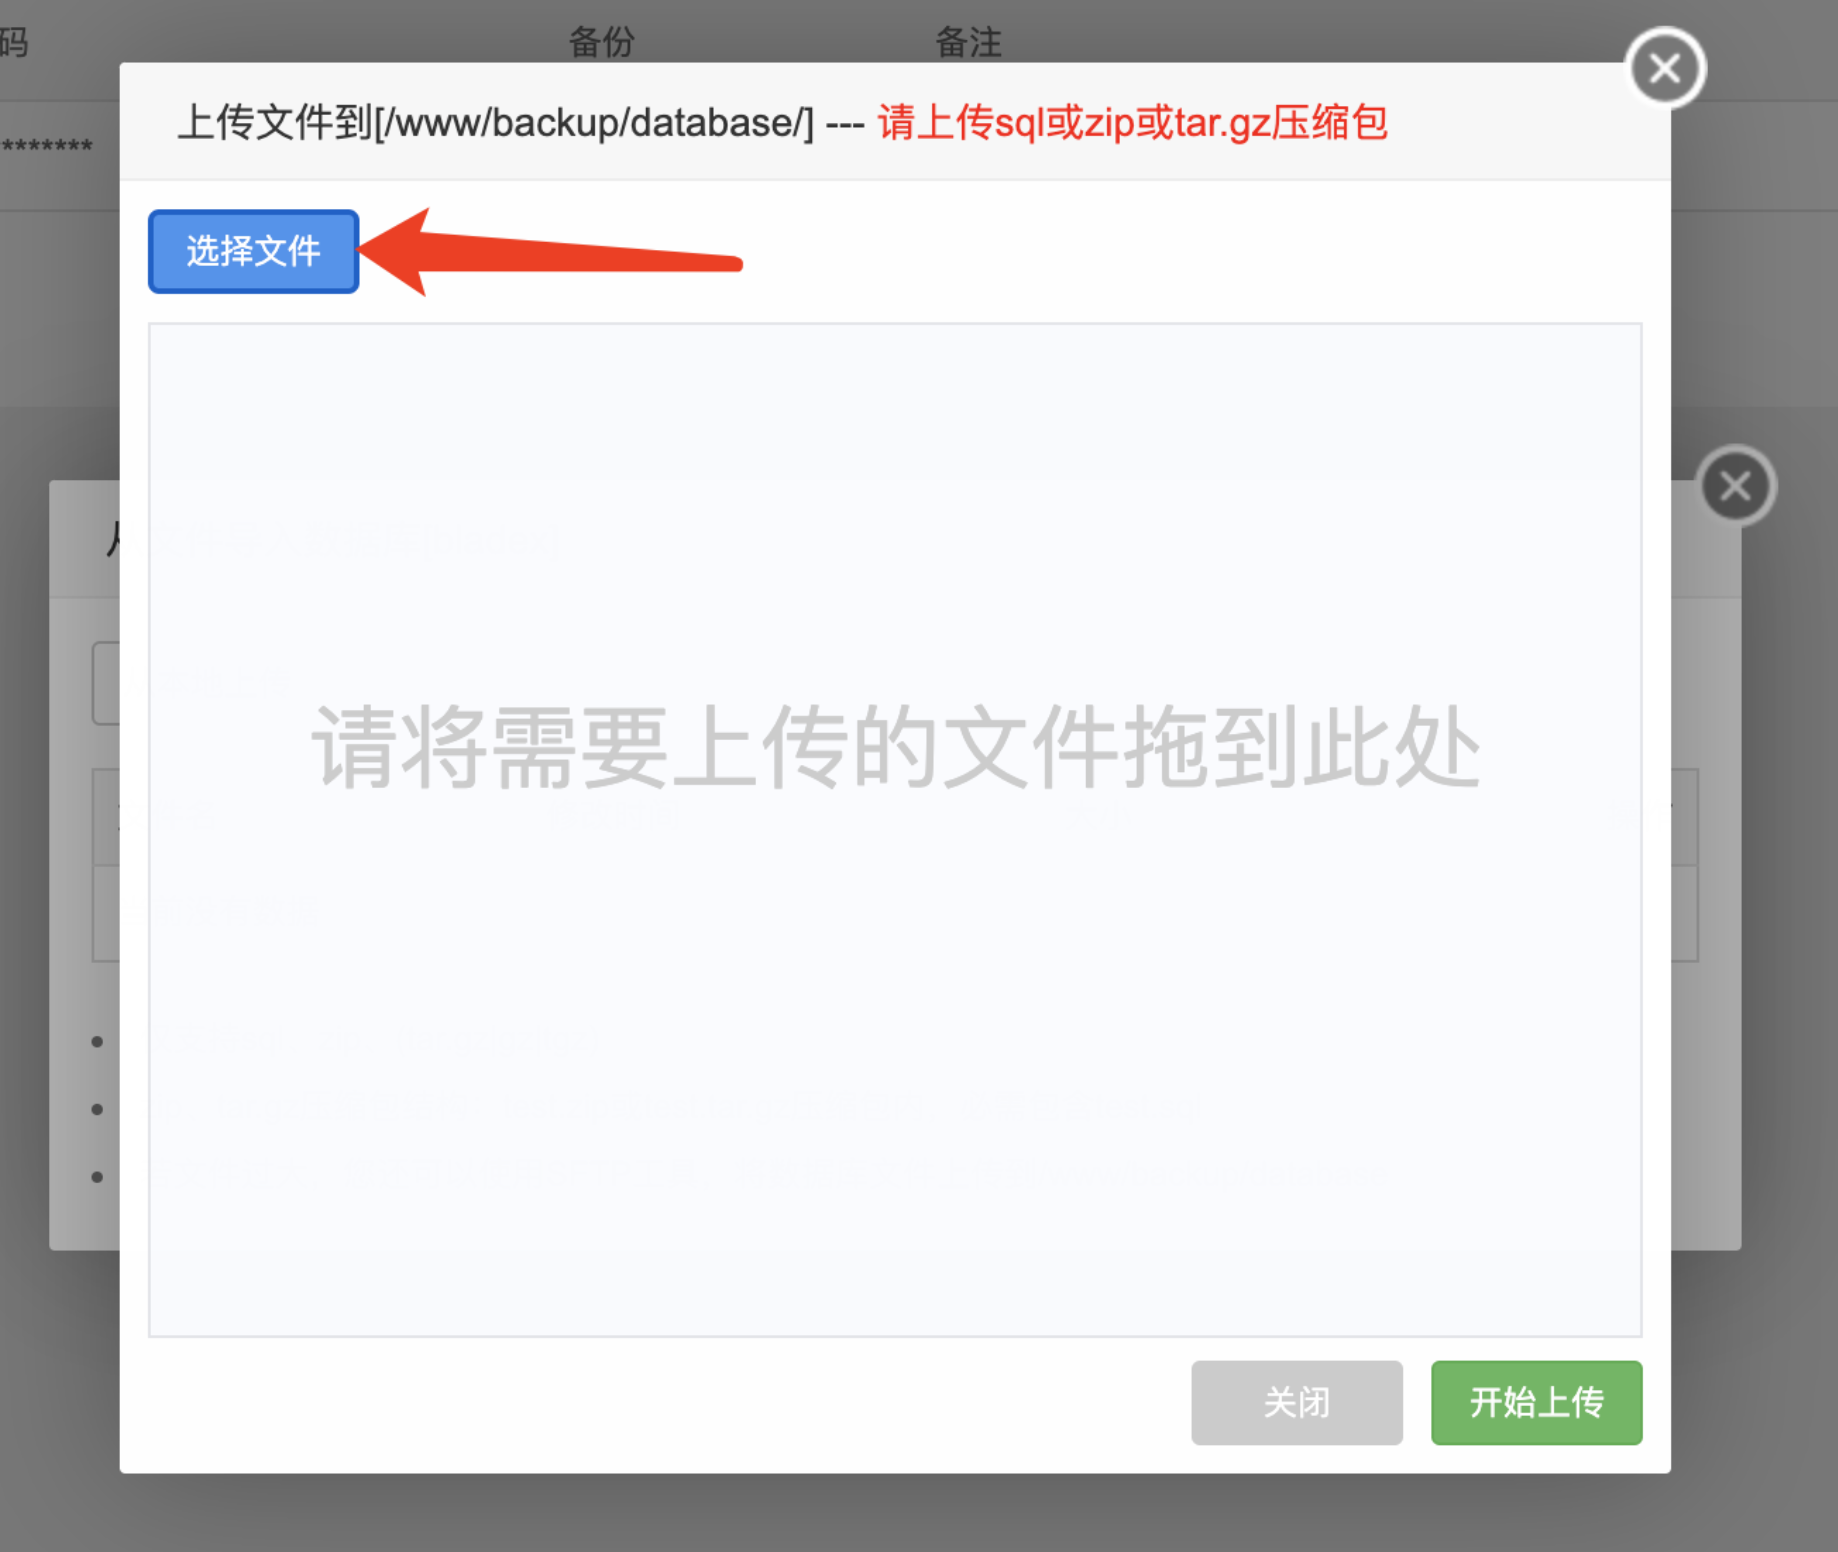 码 备份 备注
上传文件到[/www/backup/database/] --- 请上传sql或zip或tar.gz压缩包
*******
选择文件
请将需要上传的文件拖到此处
关闭 开始上传